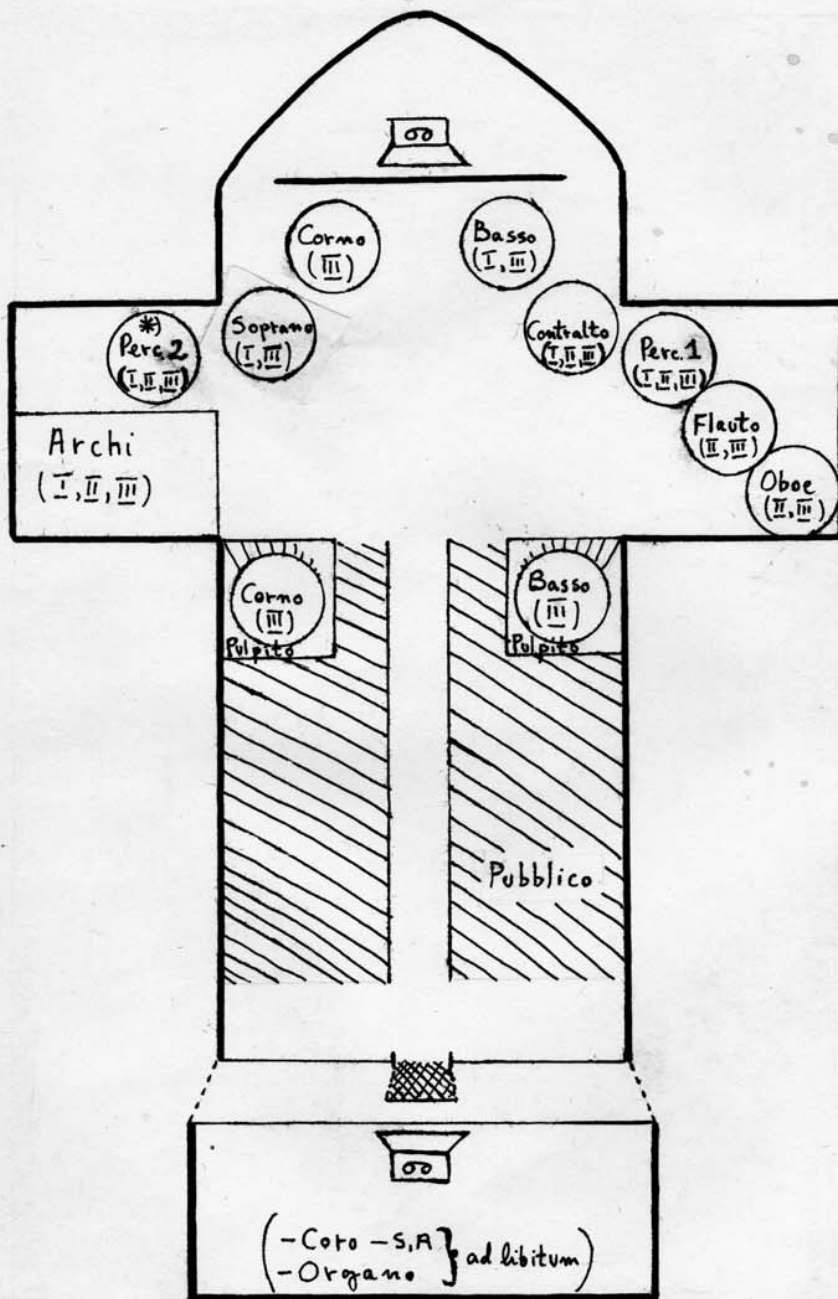 Corno
(III)
Basso
(I, III)
*)
Perc. 2
(I, II, III)
Soprano
(I, III)
Contralto
(I, II, III)
Perc. 1
(I, II, III)
Flauto
(II, III)
Oboe
(II, III)
Archi
(I, II, III)
Corno
(III)
Pulpito
Basso
(III)
Pulpito
Pubblico
(-Coro -S, A } ad libitum)
-Organo